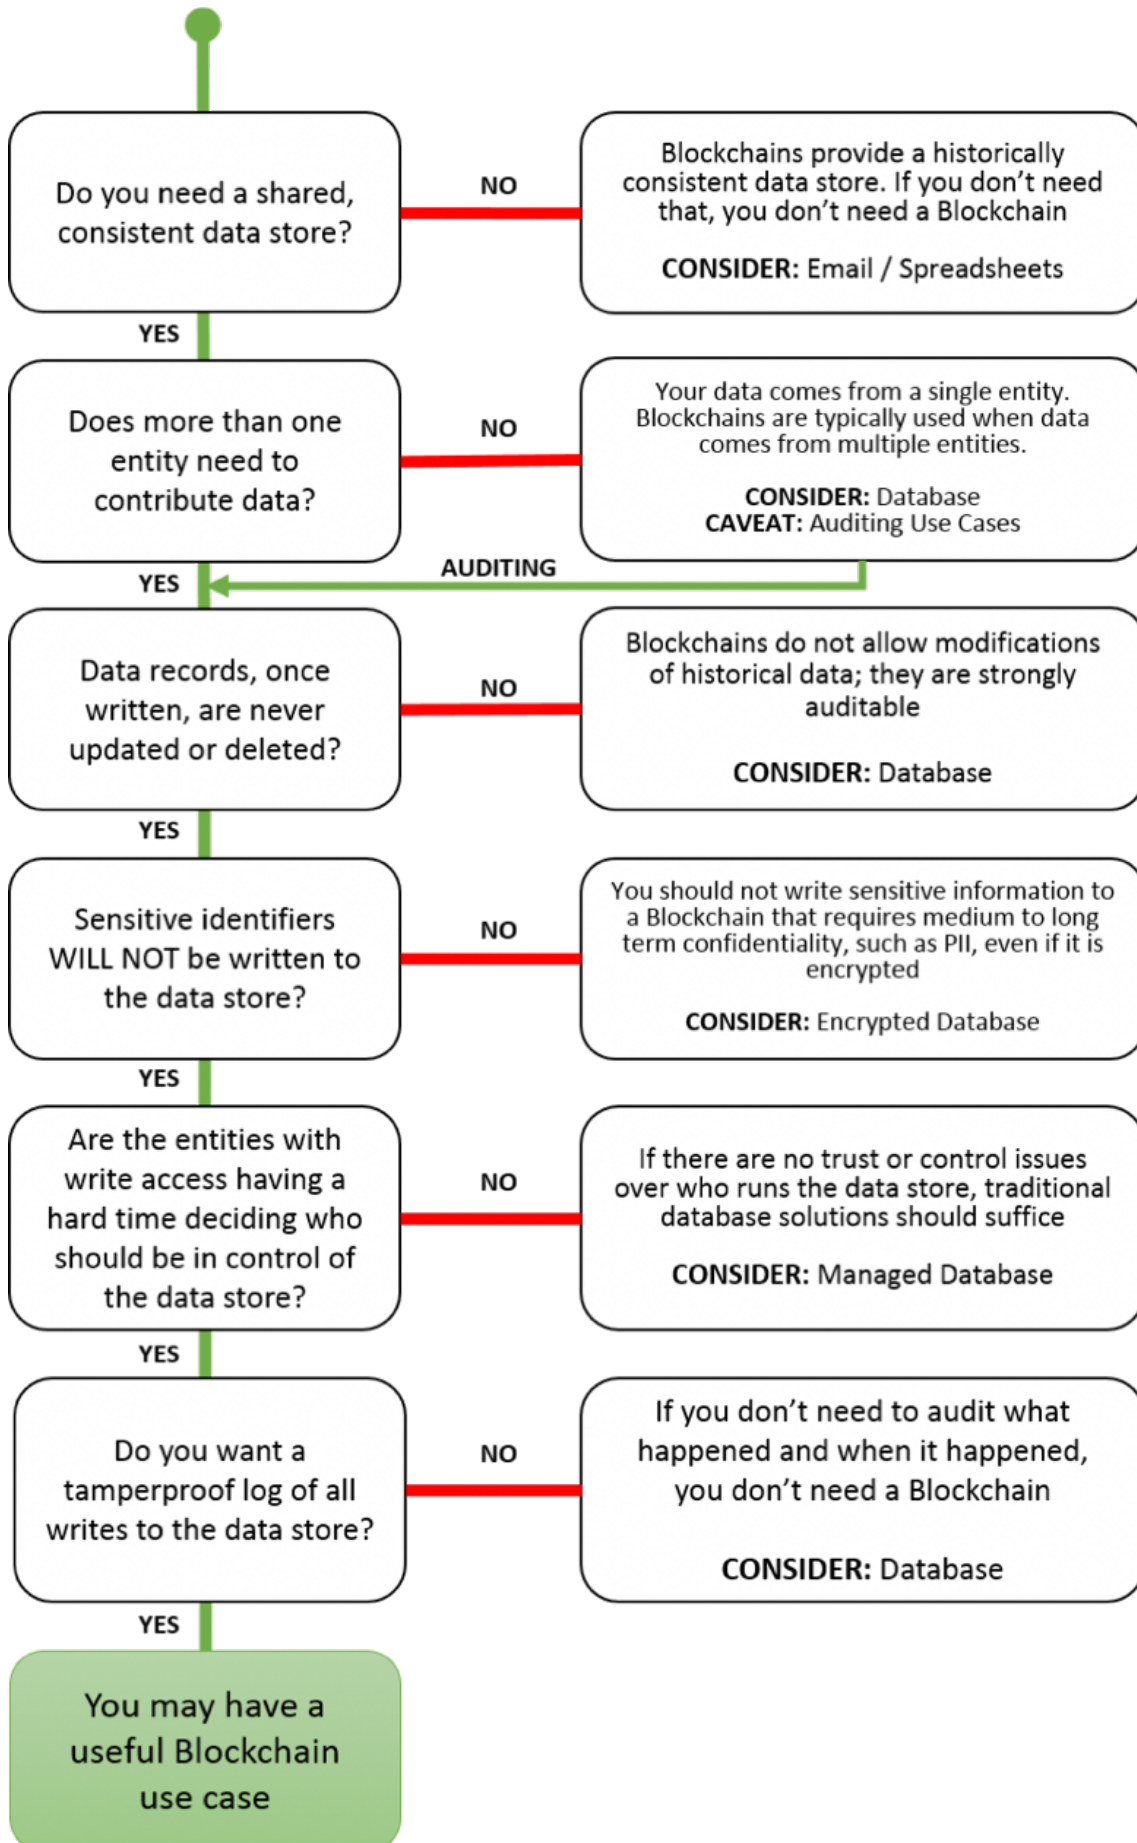 Do you need a shared,
consistent data store?
NO
Blockchains provide a historically
consistent data store. If you don't need
that, you don't need a Blockchain
CONSIDER: Email / Spreadsheets
YES
Does more than one
entity need to
contribute data?
NO
Your data comes from a single entity.
Blockchains are typically used when data
comes from multiple entities.
CONSIDER: Database
CAVEAT: Auditing Use Cases
YES
AUDITING
Data records, once
written, are never
updated or deleted?
NO
Blockchains do not allow modifications
of historical data; they are strongly
auditable
CONSIDER: Database
YES
Sensitive identifiers
WILL NOT be written to
the data store?
NO
You should not write sensitive information to
a Blockchain that requires medium to long
term confidentiality, such as PII, even if it is
encrypted
CONSIDER: Encrypted Database
YES
Are the entities with
write access having a
hard time deciding who
should be in control of
the data store?
NO
If there are no trust or control issues
over who runs the data store, traditional
database solutions should suffice
CONSIDER: Managed Database
YES
Do you want a
tamperproof log of all
writes to the data store?
NO
If you don't need to audit what
happened and when it happened,
you don't need a Blockchain
CONSIDER: Database
YES
You may have a
useful Blockchain
use case